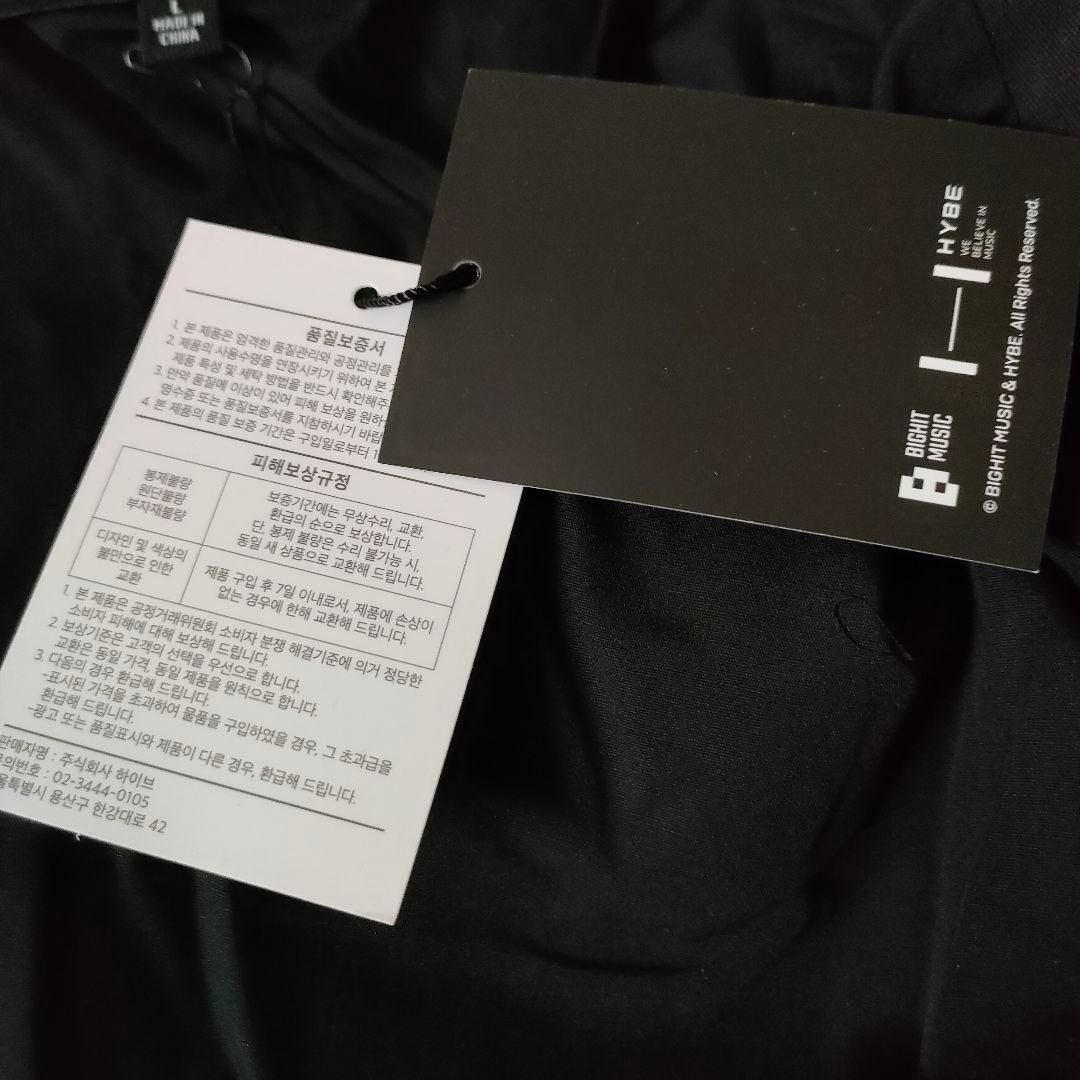 L
MADE IN
CHINA
품질보증서
1. 본 제품은 엄격한 품질관리와 공정관리를
2. 제품의 사용수명을 연장시키기 위하여 본
제품 특성 및 세탁 방법을 반드시 확인해주
3. 만약 품질에 이상이 있어 피해 보상을 원하
영수증 또는 품질보증서를 지참하시기 바랍
4. 본 제품의 품질 보증 기간은 구입일로부터 1
피해보상규정
봉제불량
원단불량
부자재불량
보증기간에는 무상수리, 교환,
환급의 순으로 보상합니다.
단, 봉제 불량은 수리 불가능 시,
동일 새 상품으로 교환해 드립니다.
디자인 및 색상의
불만으로 인한
교환
제품 구입 후 7일 이내로서, 제품에 손상이
없는 경우에 한해 교환해 드립니다.
1. 본 제품은 공정거래위원회 소비자 분쟁 해결기준에 의거 정당한
소비자 피해에 대해 보상해 드립니다.
2. 보상기준은 고객의 선택을 우선으로 합니다.
교환은 동일 가격, 동일 제품을 원칙으로 합니다.
3. 다음의 경우 환급해 드립니다.
-표시된 가격을 초과하여 물품을 구입하였을 경우, 그 초과금을
환급해 드립니다.
-광고 또는 품질표시와 제품이 다른 경우, 환급해 드립니다.
판매자명 : 주식회사 하이브
문의번호 : 02-3444-0105
울특별시 용산구 한강대로 42
BIGHIT
MUSIC
HYBE
WE
BELIEVE IN
MUSIC
© BIGHIT MUSIC & HYBE. All Rights Reserved.